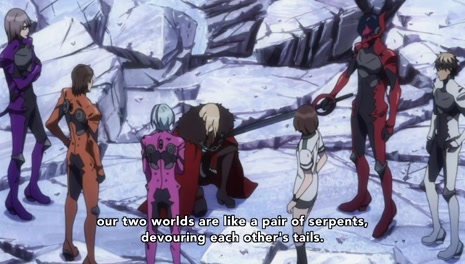 our two worlds are like a pair of serpents,
devouring each other's tails.